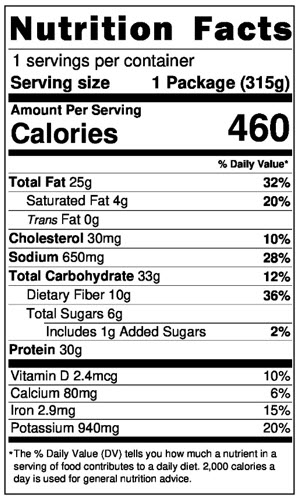 Nutrition Facts
1 servings per container
Serving size 1 Package (315g)
Amount Per Serving
Calories 460
% Daily Value*
Total Fat 25g 32%
Saturated Fat 4g 20%
Trans Fat 0g
Cholesterol 30mg 10%
Sodium 650mg 28%
Total Carbohydrate 33g 12%
Dietary Fiber 10g 36%
Total Sugars 6g
Includes 1g Added Sugars 2%
Protein 30g
Vitamin D 2.4mcg 10%
Calcium 80mg 6%
Iron 2.9mg 15%
Potassium 940mg 20%
*The % Daily Value (DV) tells you how much a nutrient in a
serving of food contributes to a daily diet. 2,000 calories a
day is used for general nutrition advice.